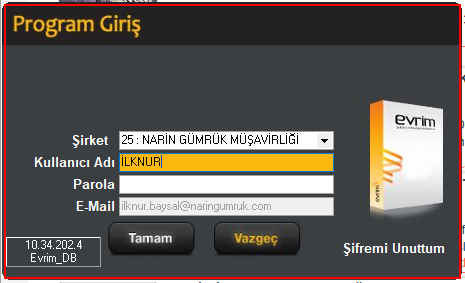 Program Giriş
evrim
Şirket 25 : NARİN GÜMRÜK MÜŞAVİRLİĞİ
Kullanıcı Adı İLKNUR
Parola
E-Mail ilknur.baysal@naringumruk.com
Tamam Vazgeç
10.34.202.4
Evrim_DB
Şifremi Unuttum